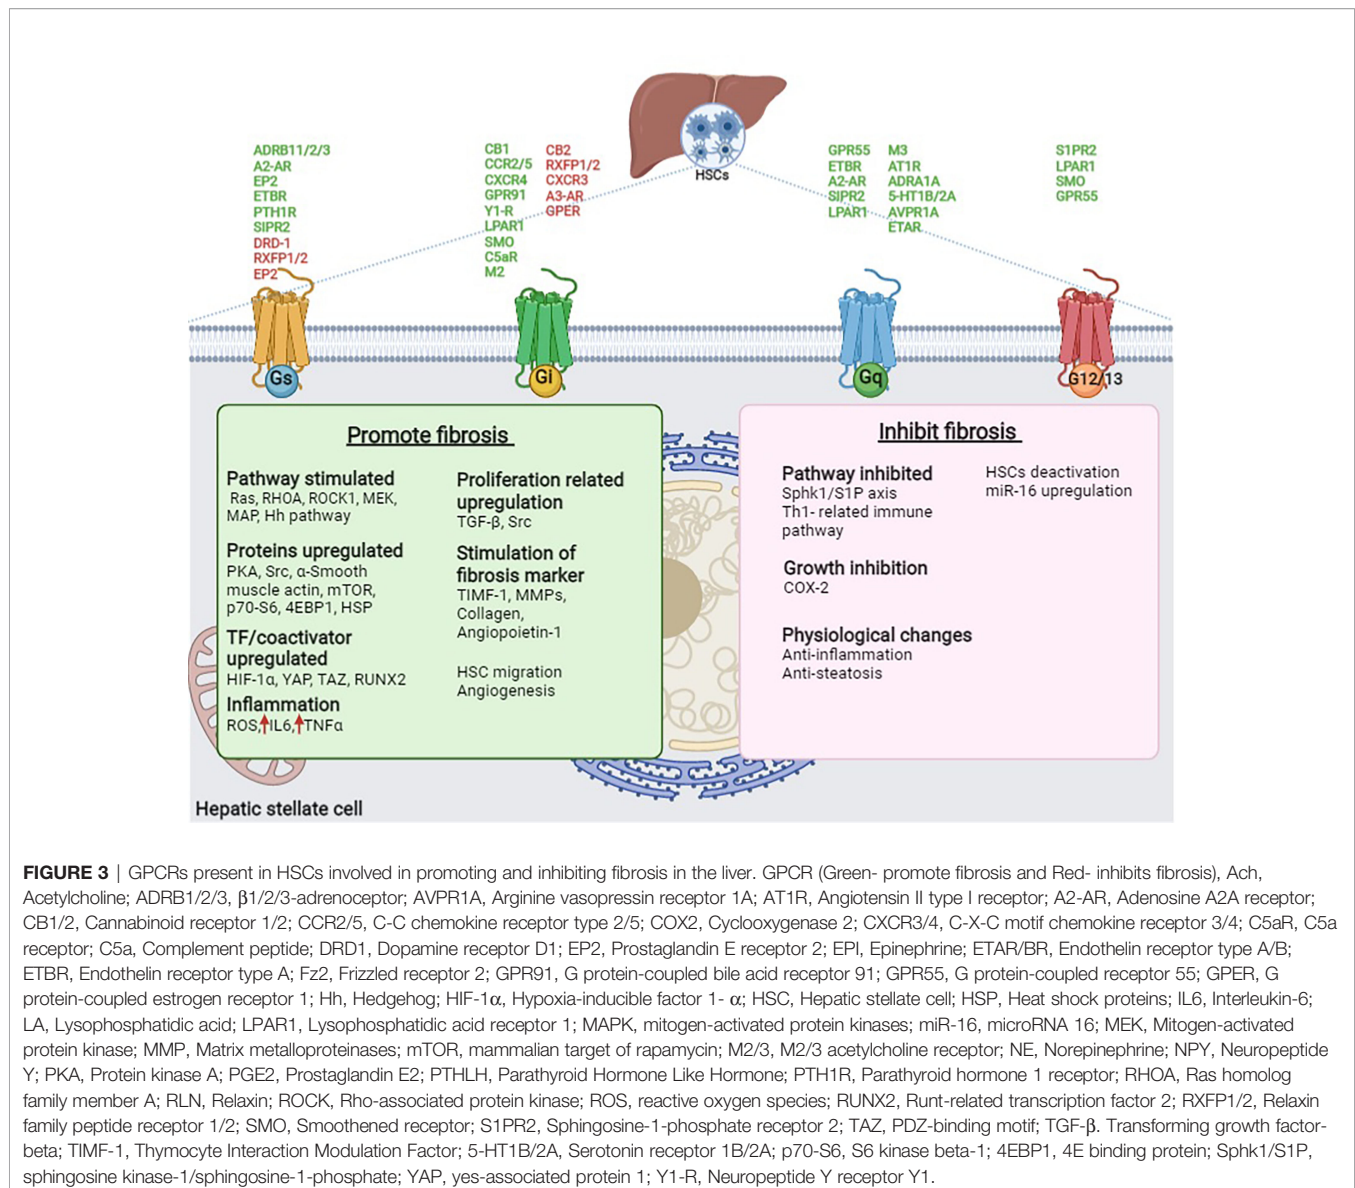 HSCs
ADRB11/2/3
A2-AR
EP2
ETBR
PTH1R
SIPR2
DRD-1
RXFP1/2
EP2
CB1
CCR2/5
CXCR4
GPR91
Y1-R
LPAR1
SMO
C5aR
M2
CB2
RXFP1/2
CXCR3
A3-AR
GPER
GPR55
ETBR
A2-AR
SIPR2
LPAR1
M3
AT1R
ADRA1A
5-HT1B/2A
AVPR1A
ETAR
S1PR2
LPAR1
SMO
GPR55
Gs
Gi
Gq
G12/13
Promote fibrosis
Pathway stimulated
Ras, RHOA, ROCK1, MEK,
MAP, Hh pathway
Proteins upregulated
PKA, Src, α-Smooth
muscle actin, mTOR,
p70-S6, 4EBP1, HSP
TF/coactivator
upregulated
HIF-1α, YAP, TAZ, RUNX2
Inflammation
ROS,↑IL6,↑TNFα
Proliferation related
upregulation
TGF-β, Src
Stimulation of
fibrosis marker
TIMF-1, MMPs,
Collagen,
Angiopoietin-1
HSC migration
Angiogenesis
Inhibit fibrosis
Pathway inhibited
Sphk1/S1P axis
Th1- related immune
pathway
Growth inhibition
COX-2
Physiological changes
Anti-inflammation
Anti-steatosis
HSCs deactivation
miR-16 upregulation
Hepatic stellate cell
FIGURE 3 | GPCRs present in HSCs involved in promoting and inhibiting fibrosis in the liver. GPCR (Green- promote fibrosis and Red- inhibits fibrosis), Ach,
Acetylcholine; ADRB1/2/3, β1/2/3-adrenoceptor; AVPR1A, Arginine vasopressin receptor 1A; AT1R, Angiotensin II type I receptor; A2-AR, Adenosine A2A receptor;
CB1/2, Cannabinoid receptor 1/2; CCR2/5, C-C chemokine receptor type 2/5; COX2, Cyclooxygenase 2; CXCR3/4, C-X-C motif chemokine receptor 3/4; C5aR, C5a
receptor; C5a, Complement peptide; DRD1, Dopamine receptor D1; EP2, Prostaglandin E receptor 2; EPI, Epinephrine; ETAR/BR, Endothelin receptor type A/B;
ETBR, Endothelin receptor type A; Fz2, Frizzled receptor 2; GPR91, G protein-coupled bile acid receptor 91; GPR55, G protein-coupled receptor 55; GPER, G
protein-coupled estrogen receptor 1; Hh, Hedgehog; HIF-1α, Hypoxia-inducible factor 1- α; HSC, Hepatic stellate cell; HSP, Heat shock proteins; IL6, Interleukin-6;
LA, Lysophosphatidic acid; LPAR1, Lysophosphatidic acid receptor 1; MAPK, mitogen-activated protein kinases; miR-16, microRNA 16; MEK, Mitogen-activated
protein kinase; MMP, Matrix metalloproteinases; mTOR, mammalian target of rapamycin; M2/3, M2/3 acetylcholine receptor; NE, Norepinephrine; NPY, Neuropeptide
Y; PKA, Protein kinase A; PGE2, Prostaglandin E2; PTHLH, Parathyroid Hormone Like Hormone; PTH1R, Parathyroid hormone 1 receptor; RHOA, Ras homolog
family member A; RLN, Relaxin; ROCK, Rho-associated protein kinase; ROS, reactive oxygen species; RUNX2, Runt-related transcription factor 2; RXFP1/2, Relaxin
family peptide receptor 1/2; SMO, Smoothened receptor; S1PR2, Sphingosine-1-phosphate receptor 2; TAZ, PDZ-binding motif; TGF-β. Transforming growth factor-
beta; TIMF-1, Thymocyte Interaction Modulation Factor; 5-HT1B/2A, Serotonin receptor 1B/2A; p70-S6, S6 kinase beta-1; 4EBP1, 4E binding protein; Sphk1/S1P,
sphingosine kinase-1/sphingosine-1-phosphate; YAP, yes-associated protein 1; Y1-R, Neuropeptide Y receptor Y1.